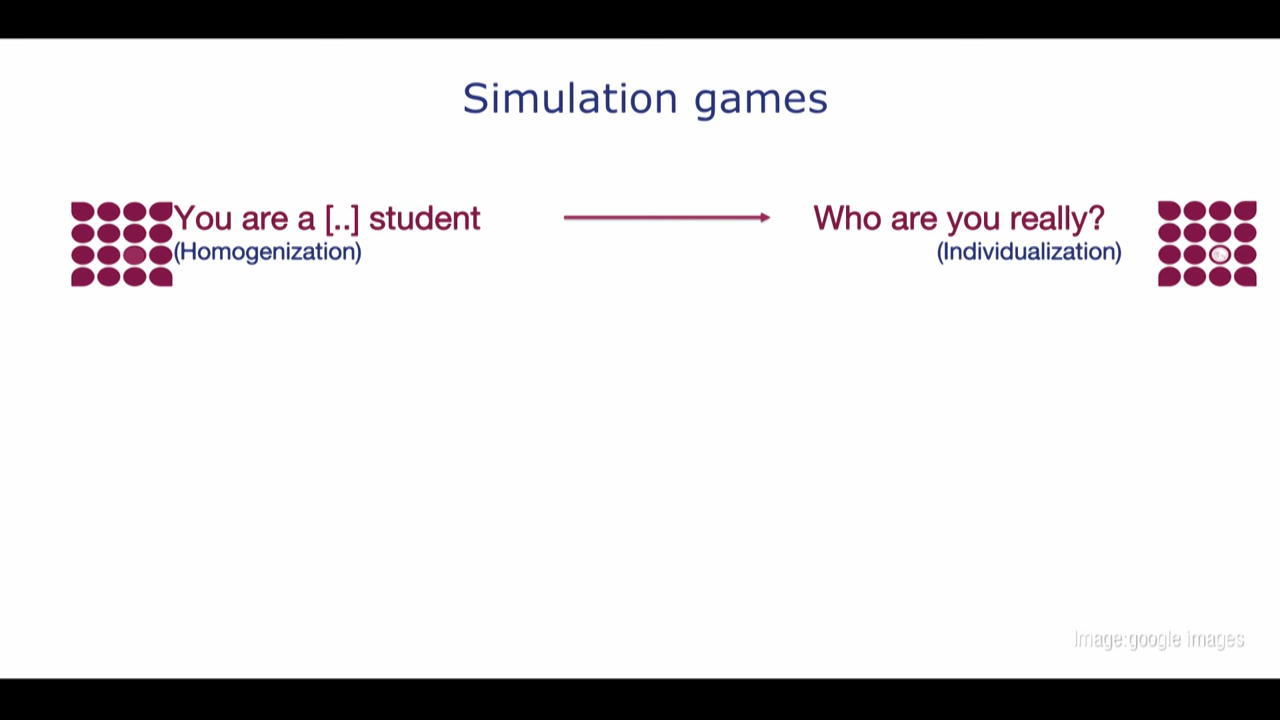 Simulation games
You are a [..] student
(Homogenization)
Who are you really?
(Individualization)
Image:google images